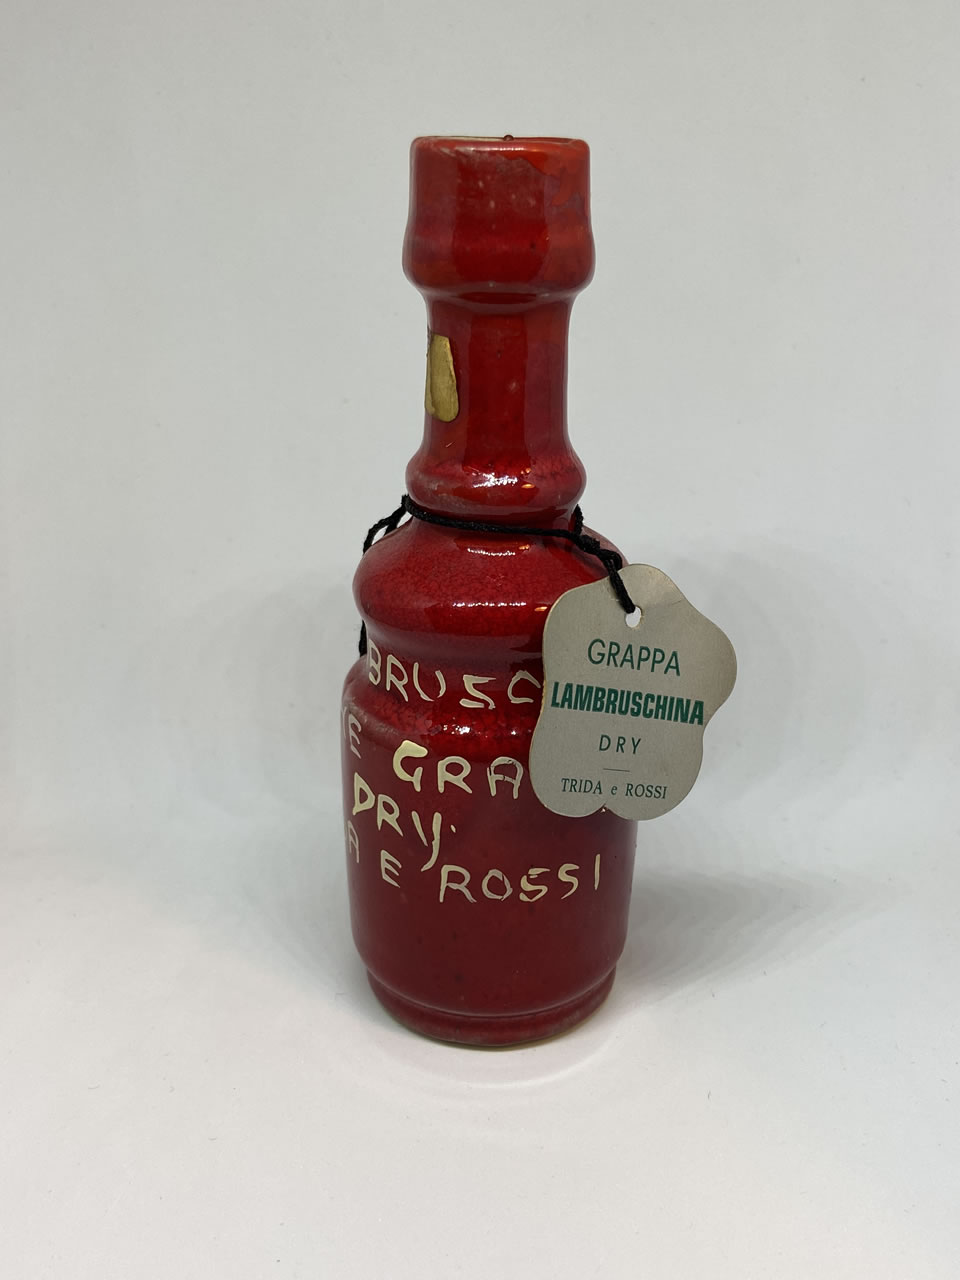 BRUSC
E GRA
DRY.
A E ROSSI
GRAPPA
LAMBRUSCHINA
DRY
TRIDA e ROSSI